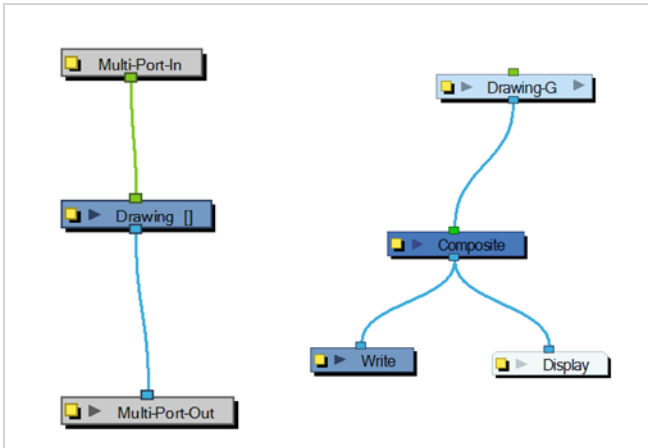 Multi-Port-In
Drawing []
Multi-Port-Out
Drawing-G
Composite
Write
Display